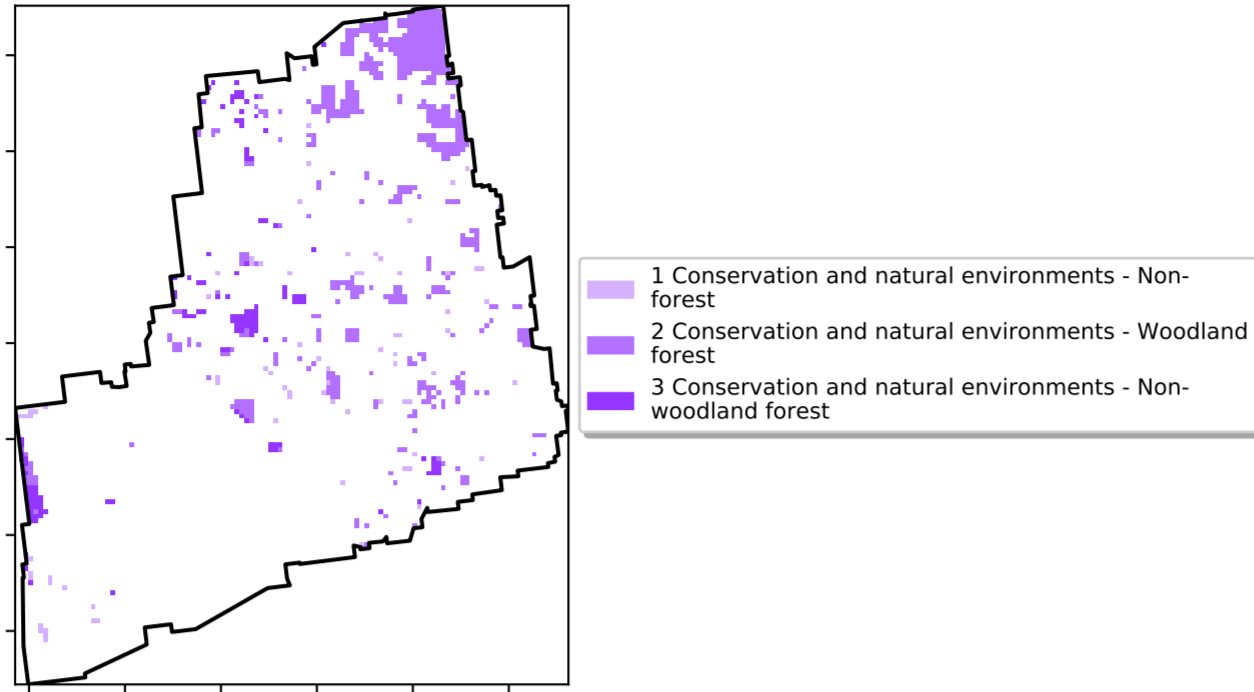 1 Conservation and natural environments - Non-
forest
2 Conservation and natural environments - Woodland
forest
3 Conservation and natural environments - Non-
woodland forest